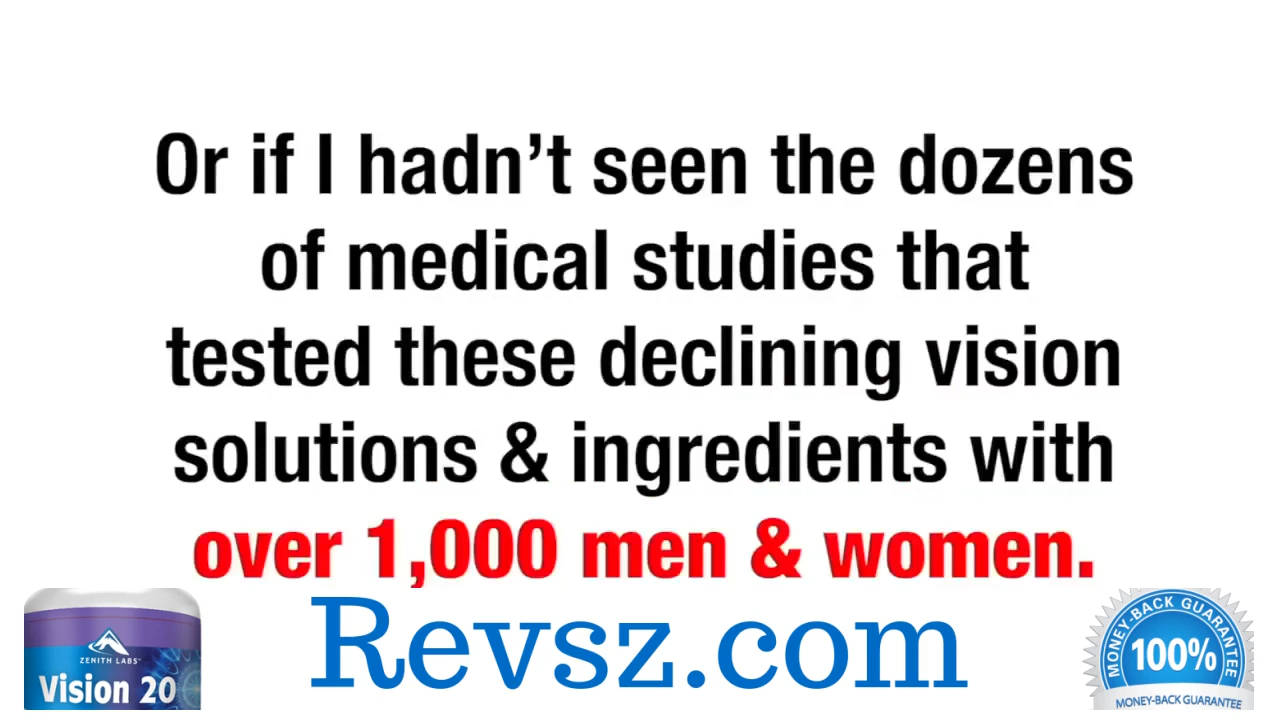 Or if I hadn’t seen the dozens
of medical studies that
tested these declining vision
solutions & ingredients with
over 1,000 men & women.
ZENITH LABS™
Vision 20
Revsz.com
MONEY-BACK GUARANTEE
100%
MONEY-BACK GUARANTEE